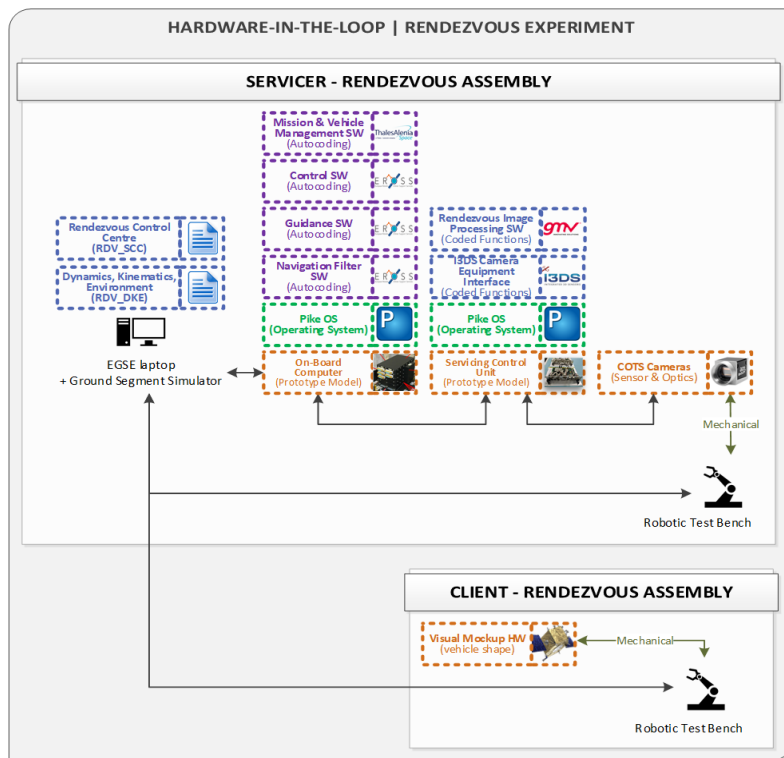 HARDWARE-IN-THE-LOOP | RENDEZVOUS EXPERIMENT
SERVICER - RENDEZVOUS ASSEMBLY
Mission & Vehicle
Management SW
(Autocoding)
ThalesAlenia
Space
Control SW
(Autocoding)
EROSS
Guidance SW
(Autocoding)
EROSS
Navigation Filter
SW
(Autocoding)
EROSS
Pike OS
(Operating System)
P
On-Board
Computer
(Prototype Model)
Rendezvous Control
Centre
(RDV_SCC)
Dynamics, Kinematics,
Environment
(RDV_DKE)
EGSE laptop
+ Ground Segment Simulator
Rendezvous Image
Processing SW
(Coded Functions)
gmv
I3DS Camera
Equipment
Interface
(Coded Functions)
i3DS
Pike OS
(Operating System)
P
Servicing Control
Unit
(Prototype Model)
COTS Cameras
(Sensor & Optics)
Mechanical
Robotic Test Bench
CLIENT - RENDEZVOUS ASSEMBLY
Visual Mockup HW
(vehicle shape)
Mechanical
Robotic Test Bench